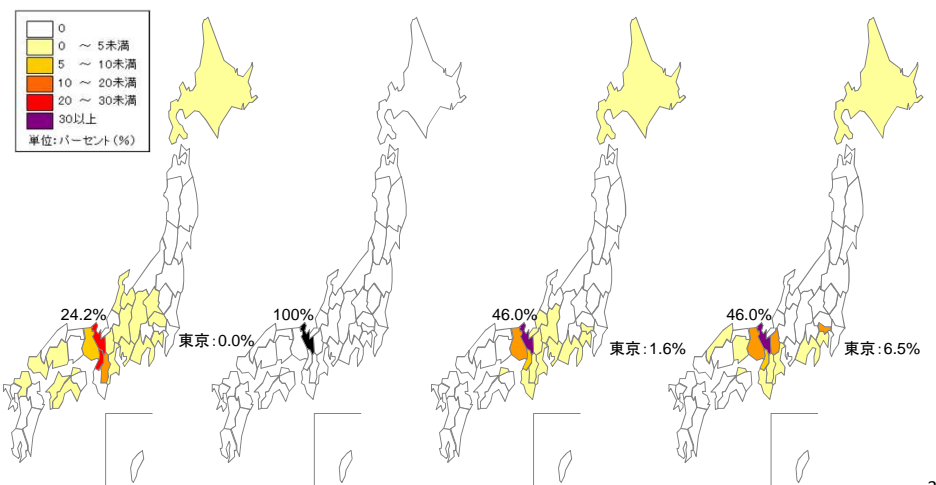 0
0 ～ 5未満
5 ～ 10未満
10 ～ 20未満
20 ～ 30未満
30以上
単位:パーセント(%)
24.2%
東京:0.0%
100%
46.0%
東京:1.6%
46.0%
東京:6.5%